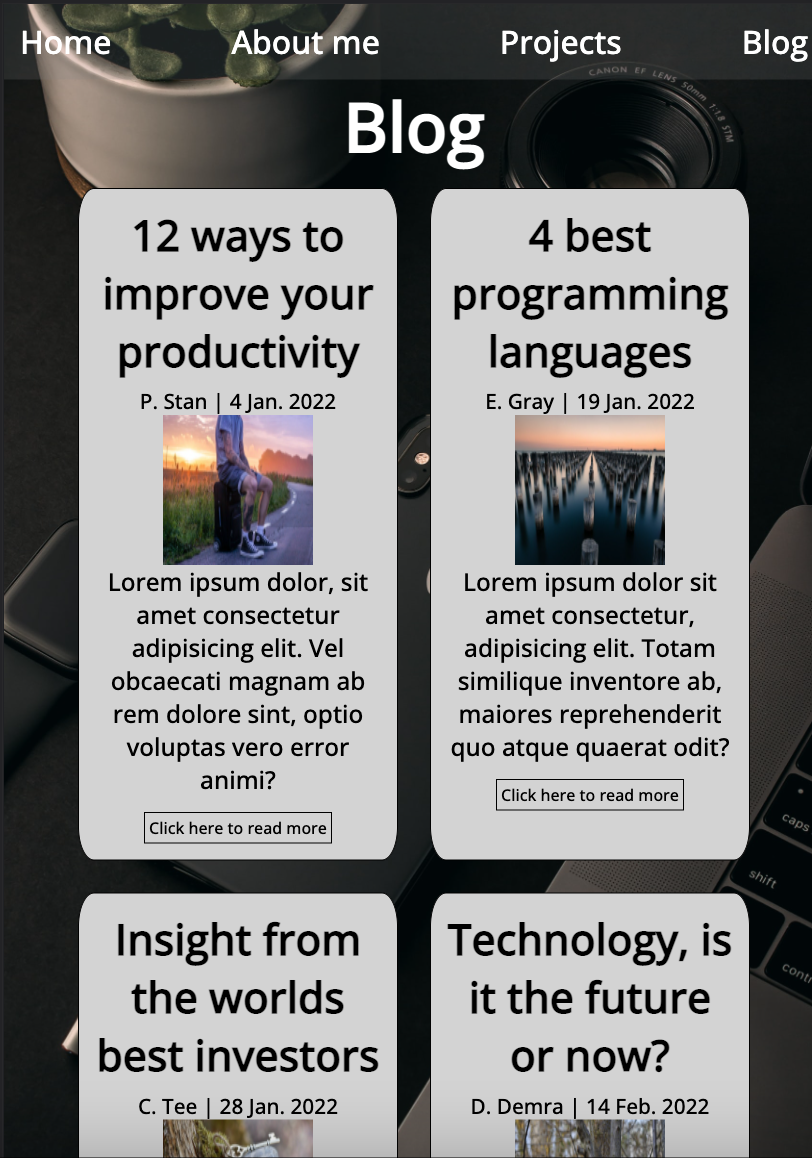 Home About me Projects Blog
CANON EF LENS 50mm 1:1.8 STM
Blog
12 ways to
improve your
productivity
P. Stan | 4 Jan. 2022
Lorem ipsum dolor, sit
amet consectetur
adipisicing elit. Vel
obcaecati magnam ab
rem dolore sint, optio
voluptas vero error
animi?
Click here to read more
4 best
programming
languages
E. Gray | 19 Jan. 2022
Lorem ipsum dolor sit
amet consectetur,
adipisicing elit. Totam
similique inventore ab,
maiores reprehenderit
quo atque quaerat odit?
Click here to read more
caps
shift
contr
Insight from
the worlds
best investors
C. Tee | 28 Jan. 2022
Technology, is
it the future
or now?
D. Demra | 14 Feb. 2022